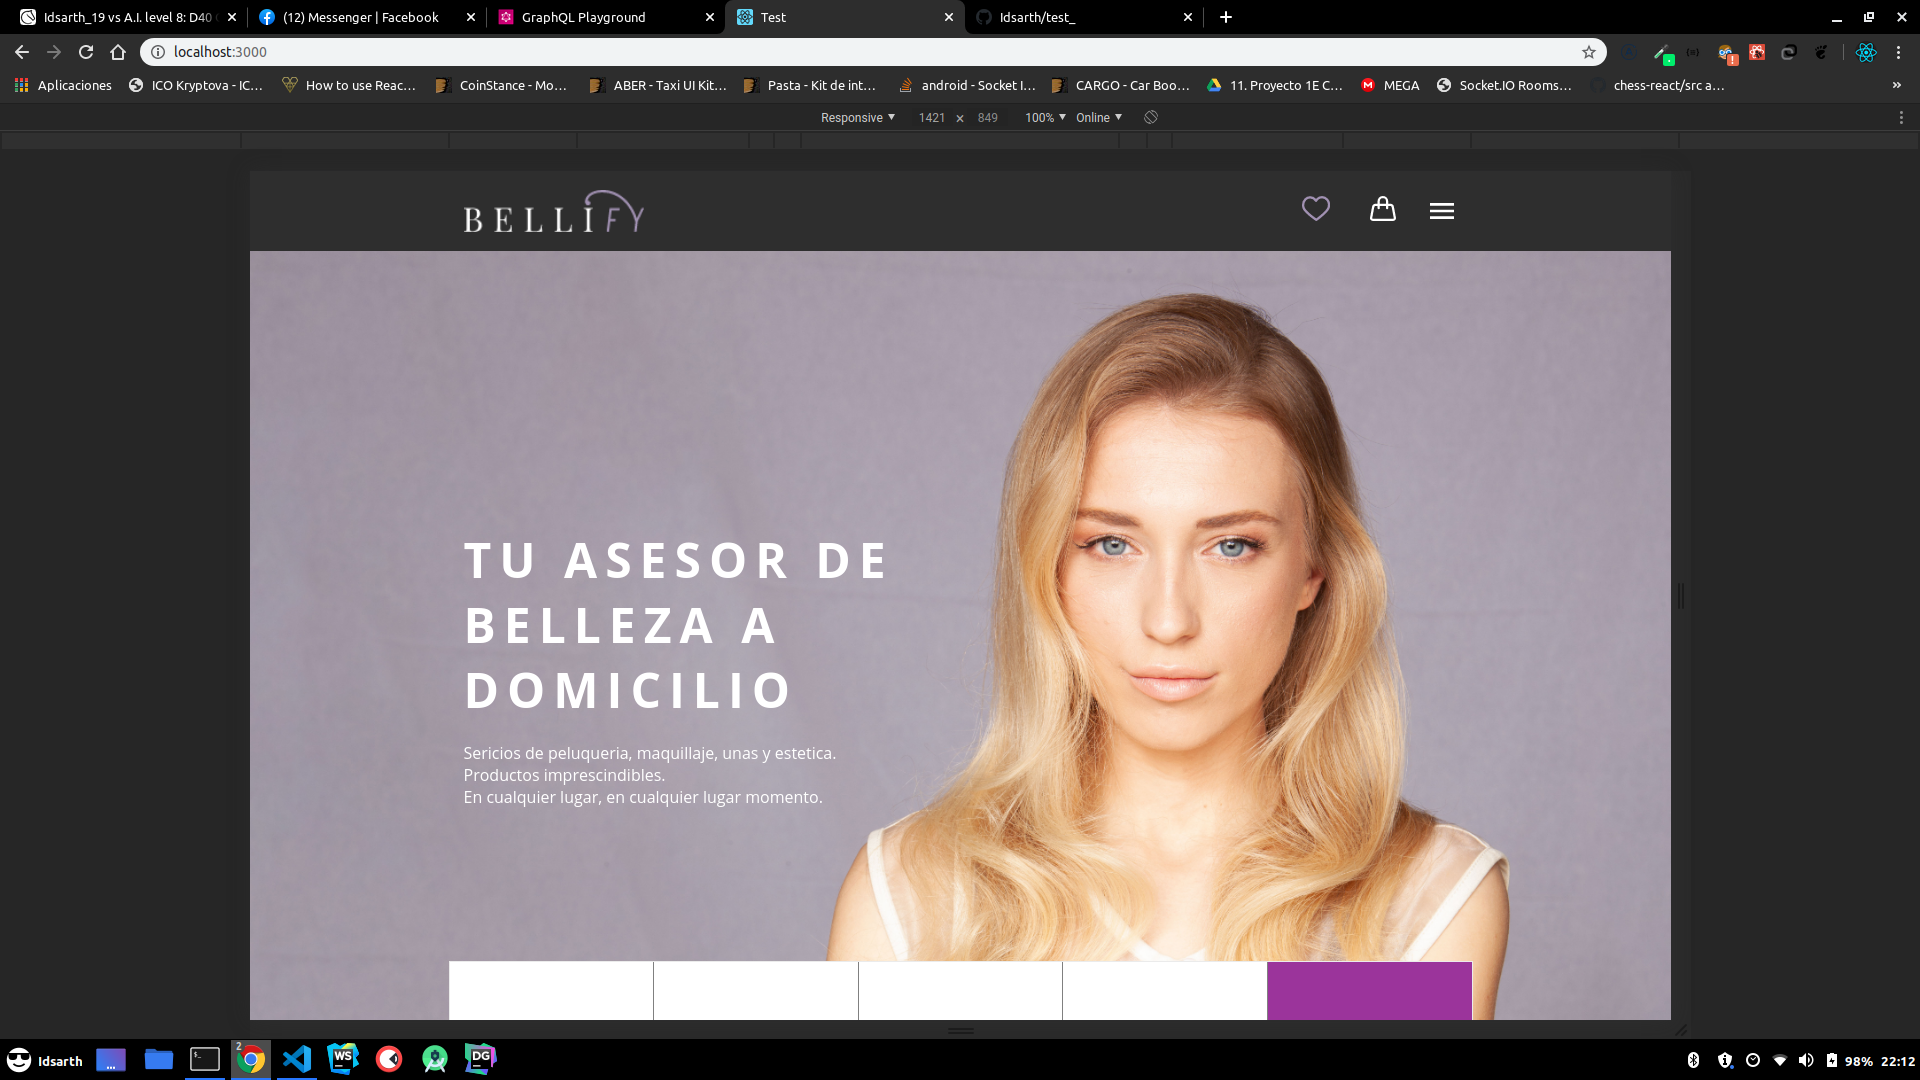 Idsarth_19 vs A.I. level 8: D40
(12) Messenger | Facebook
GraphQL Playground
Test
Idsarth/test_
localhost:3000
Aplicaciones
ICO Kryptova - IC…
How to use Reac…
CoinStance - Mo…
ABER - Taxi UI Kit…
Pasta - Kit de int…
android - Socket I…
CARGO - Car Boo…
11. Proyecto 1E C…
MEGA
Socket.IO Rooms…
chess-react/src a…
»
Responsive ▼ 1421 × 849 100% ▼ Online ▼
BELLIFY
TU ASESOR DE
BELLEZA A
DOMICILIO
Sericios de peluqueria, maquillaje, unas y estetica.
Productos imprescindibles.
En cualquier lugar, en cualquier lugar momento.
Idsarth
2
WS
DG
98% 22:12